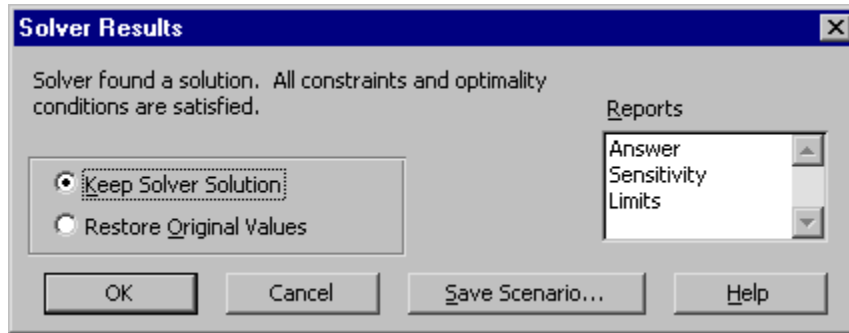 Solver Results
Solver found a solution. All constraints and optimality
conditions are satisfied.
Reports
Answer
Sensitivity
Limits
Keep Solver Solution
Restore Original Values
OK
Cancel
Save Scenario...
Help